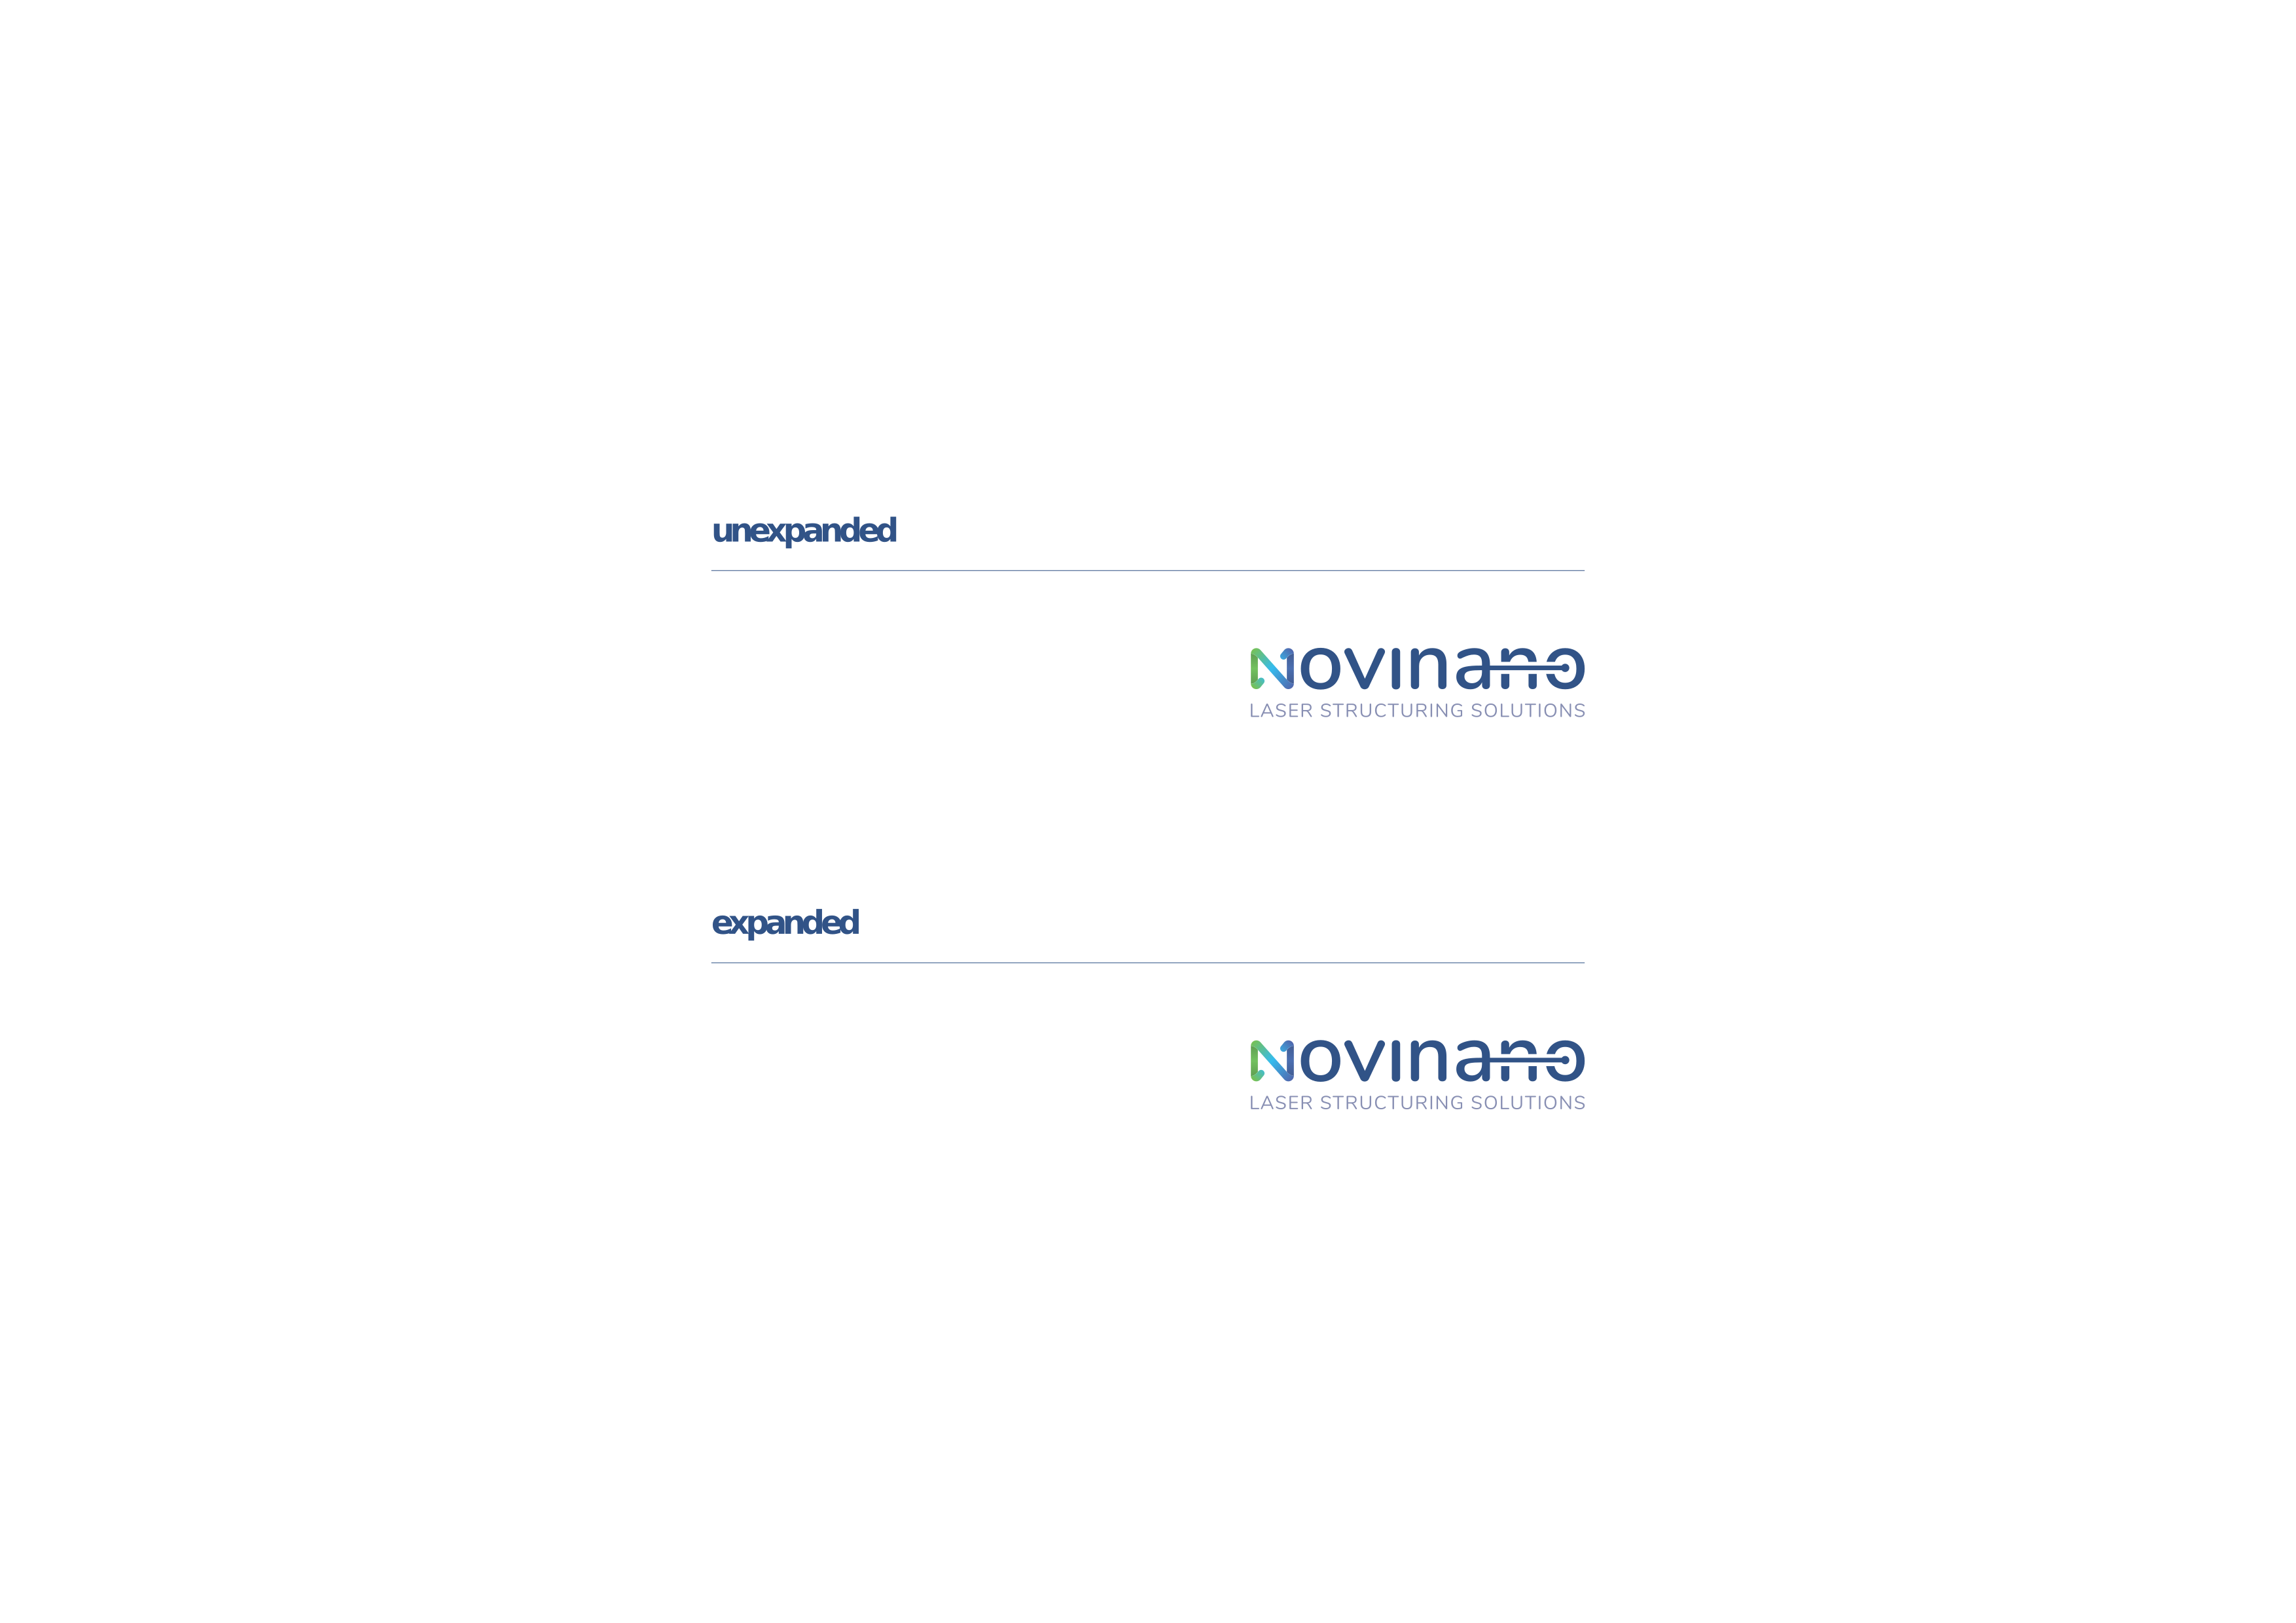 unexpanded
Novinano
LASER STRUCTURING SOLUTIONS
expanded
Novinano
LASER STRUCTURING SOLUTIONS